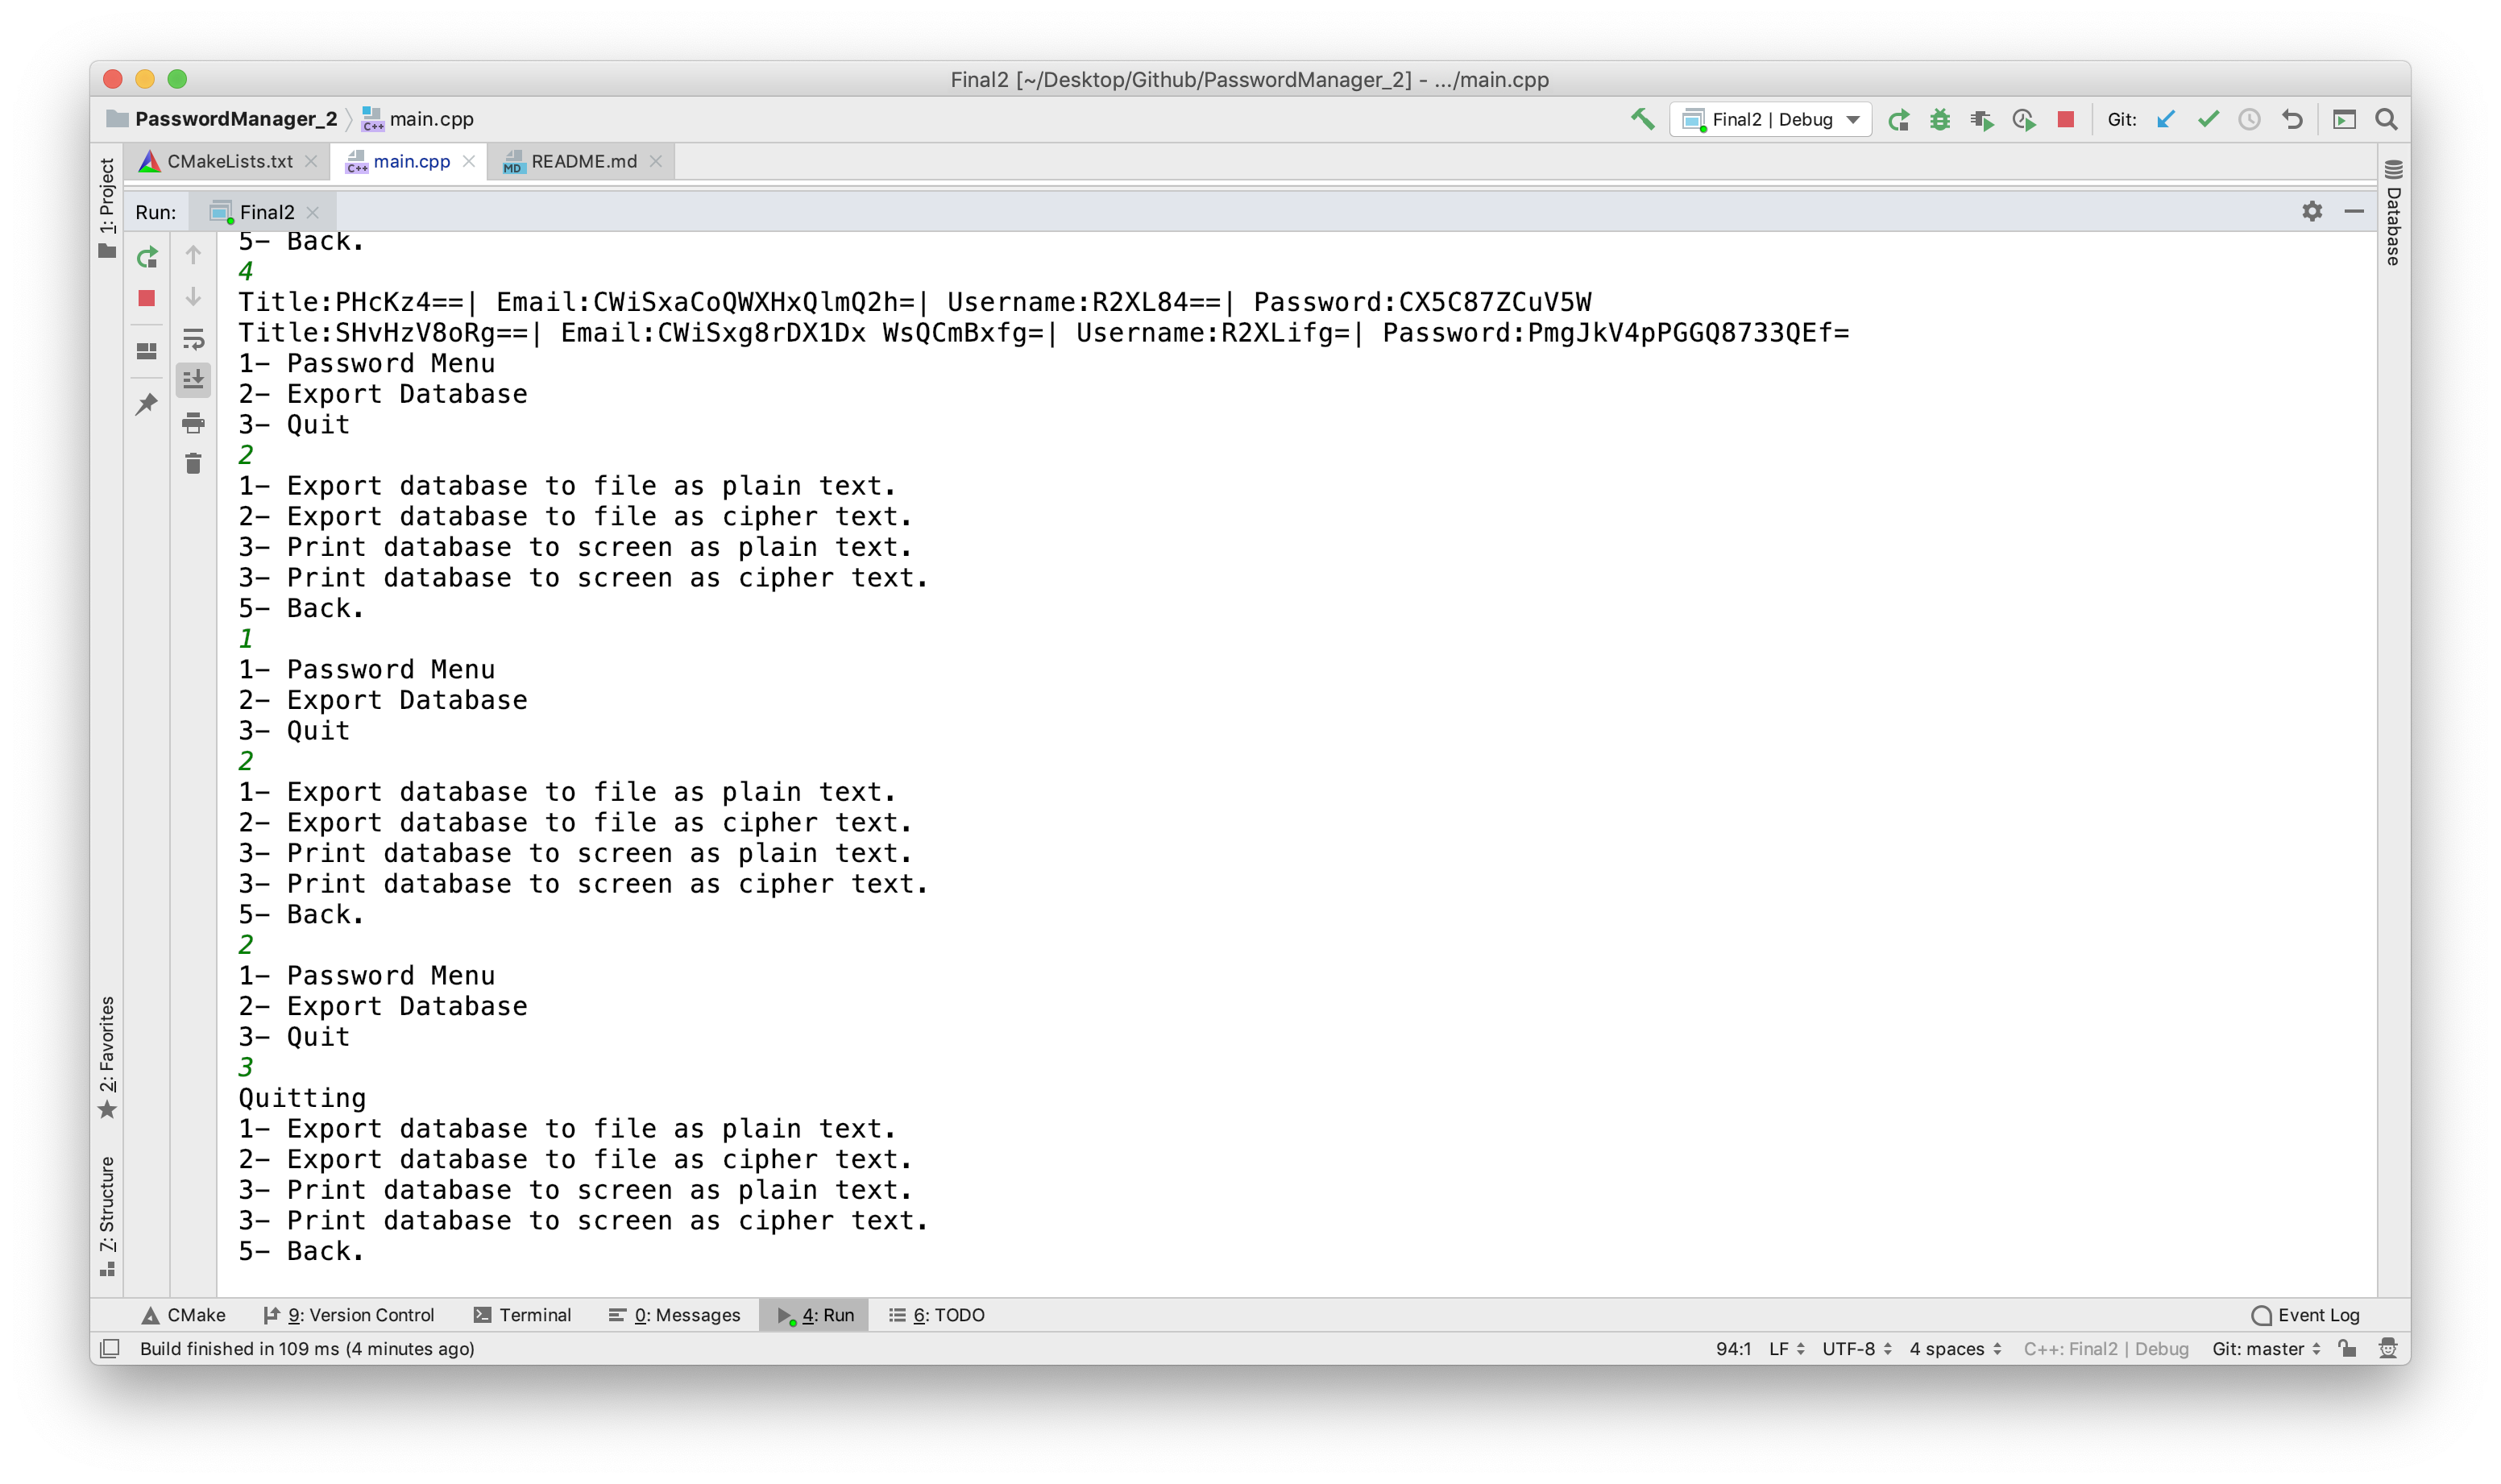 Final2 [~/Desktop/Github/PasswordManager_2] - .../main.cpp
PasswordManager_2 main.cpp Final2 | Debug Git:
CMakeLists.txt main.cpp README.md
Run: Final2
1: Project
Database
5- Back.
4
Title:PHcKz4==| Email:CWiSxaCoQWXHxQlmQ2h=| Username:R2XL84==| Password:CX5C87ZCuV5W
Title:SHvHzV8oRg==| Email:CWiSxg8rDX1Dx WsQCmBxfg=| Username:R2XLifg=| Password:PmgJkV4pPGGQ8733QEf=
1- Password Menu
2- Export Database
3- Quit
2
1- Export database to file as plain text.
2- Export database to file as cipher text.
3- Print database to screen as plain text.
3- Print database to screen as cipher text.
5- Back.
1
1- Password Menu
2- Export Database
3- Quit
2
1- Export database to file as plain text.
2- Export database to file as cipher text.
3- Print database to screen as plain text.
3- Print database to screen as cipher text.
5- Back.
2
1- Password Menu
2- Export Database
3- Quit
3
Quitting
1- Export database to file as plain text.
2- Export database to file as cipher text.
3- Print database to screen as plain text.
3- Print database to screen as cipher text.
5- Back.
2: Favorites
7: Structure
CMake 9: Version Control Terminal 0: Messages 4: Run 6: TODO Event Log
Build finished in 109 ms (4 minutes ago) 94:1 LF UTF-8 4 spaces C++: Final2 | Debug Git: master